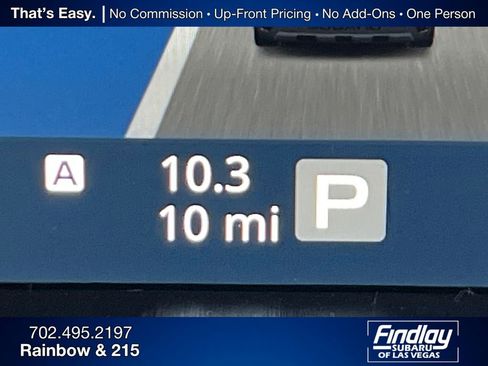 That's Easy. | No Commission • Up-Front Pricing • No Add-Ons • One Person
SUBARU
A
10.3
10 mi
P
702.495.2197
Rainbow & 215
Findlay
SUBARU
OF LAS VEGAS